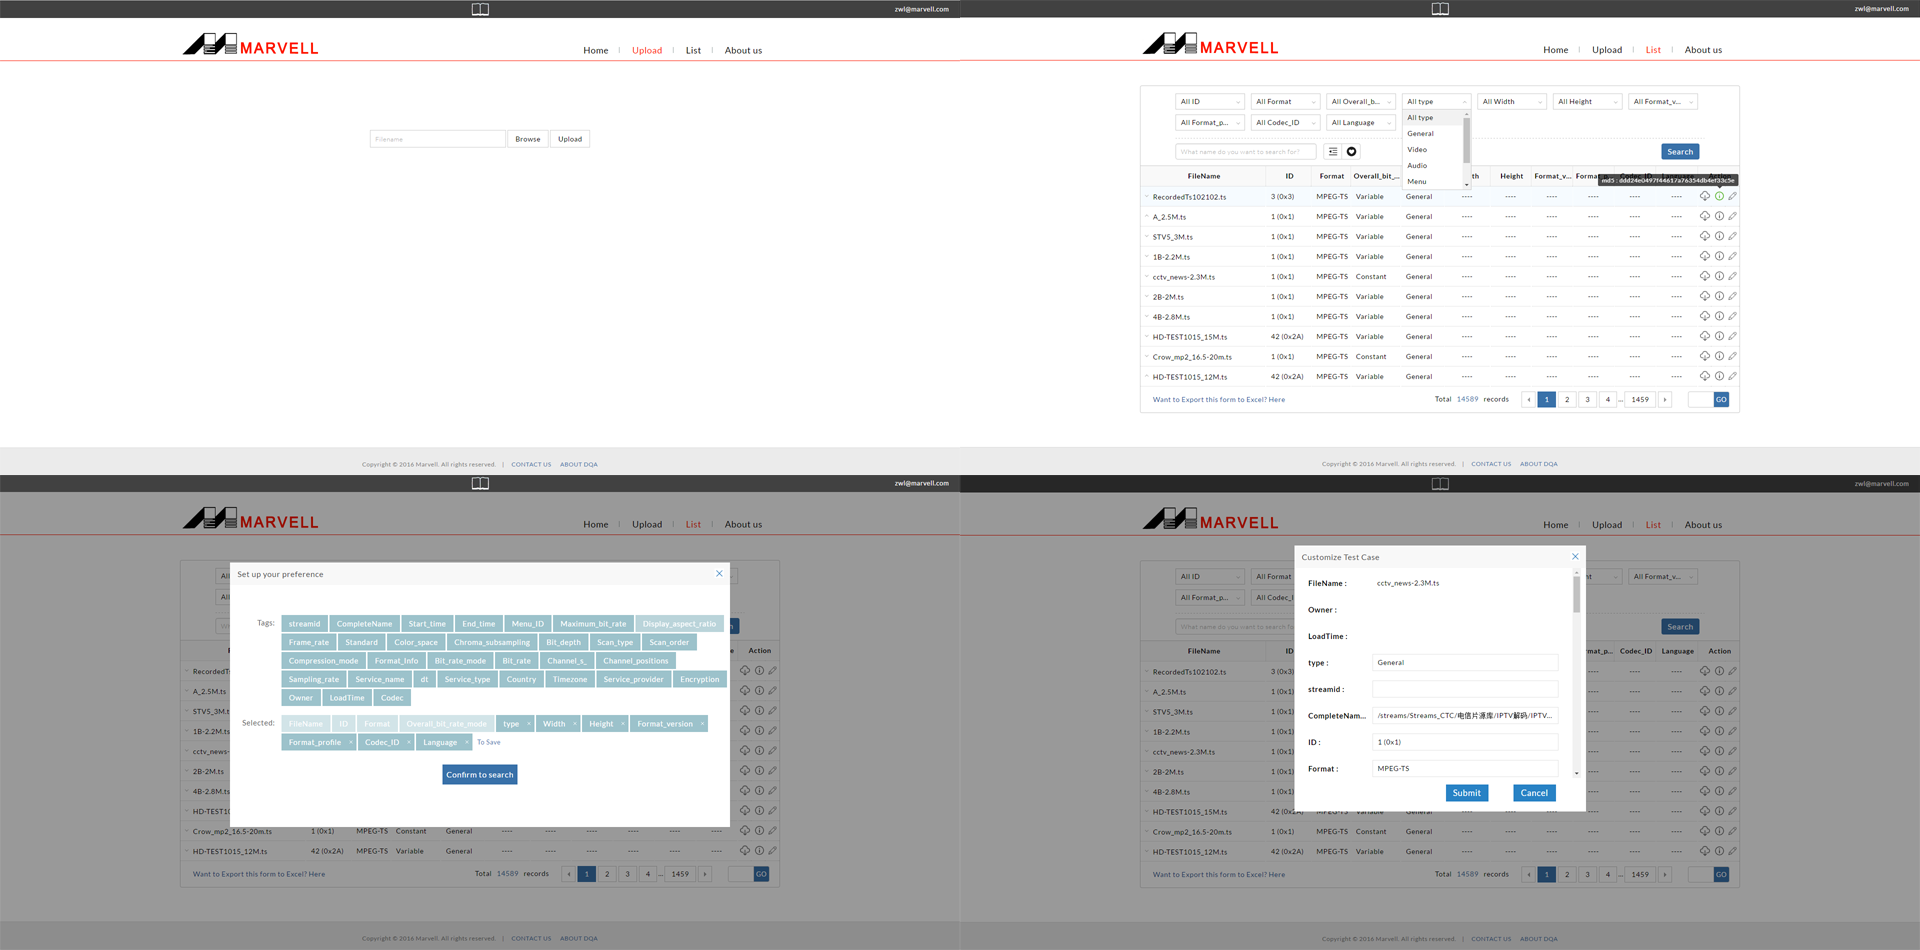 zwl@marvell.com
MARVELL
Home | Upload | List | About us
Filename Browse Upload
Copyright © 2016 Marvell. All rights reserved. | CONTACT US ABOUT DQA
zwl@marvell.com
MARVELL
Home | Upload | List | About us
All ID All Format All Overall_b... All type All Width All Height All Format_v...
All Format_p... All Codec_ID All Language
All type
General
Video
Audio
Menu
What name do you want to search for? Search
FileName ID Format Overall_bit_... th Height Format_v... Format_p... Codec_ID Language Action
md5 : ddd24e0497f44617a76354db4ef33c5e
RecordedTs102102.ts 3 (0x3) MPEG-TS Variable General ---- ---- ---- ---- ---- ----
A_2.5M.ts 1 (0x1) MPEG-TS Variable General ---- ---- ---- ---- ---- ----
STV5_3M.ts 1 (0x1) MPEG-TS Variable General ---- ---- ---- ---- ---- ----
1B-2.2M.ts 1 (0x1) MPEG-TS Variable General ---- ---- ---- ---- ---- ----
cctv_news-2.3M.ts 1 (0x1) MPEG-TS Constant General ---- ---- ---- ---- ---- ----
2B-2M.ts 1 (0x1) MPEG-TS Variable General ---- ---- ---- ---- ---- ----
4B-2.8M.ts 1 (0x1) MPEG-TS Variable General ---- ---- ---- ---- ---- ----
HD-TEST1015_15M.ts 42 (0x2A) MPEG-TS Variable General ---- ---- ---- ---- ---- ----
Crow_mp2_16.5-20m.ts 1 (0x1) MPEG-TS Constant General ---- ---- ---- ---- ---- ----
HD-TEST1015_12M.ts 42 (0x2A) MPEG-TS Variable General ---- ---- ---- ---- ---- ----
Want to Export this form to Excel? Here Total 14589 records ‹ 1 2 3 4 ... 1459 › GO
Copyright © 2016 Marvell. All rights reserved. | CONTACT US ABOUT DQA
zwl@marvell.com
MARVELL
Home | Upload | List | About us
Set up your preference
Tags: streamid CompleteName Start_time End_time Menu_ID Maximum_bit_rate Display_aspect_ratio
Frame_rate Standard Color_space Chroma_subsampling Bit_depth Scan_type Scan_order
Compression_mode Format_Info Bit_rate_mode Bit_rate Channel_s_ Channel_positions
Sampling_rate Service_name dt Service_type Country Timezone Service_provider Encryption
Owner LoadTime Codec
Selected: FileName ID Format Overall_bit_rate_mode type × Width × Height × Format_version ×
Format_profile × Codec_ID × Language × To Save
Confirm to search
Action
RecordedT
A_2.5M.ts
STV5_3M.t
1B-2.2M.ts
cctv_news-
2B-2M.ts
4B-2.8M.ts
HD-TEST1
Crow_mp2_16.5-20m.ts 1 (0x1) MPEG-TS Constant General ---- ---- ---- ---- ---- ----
HD-TEST1015_12M.ts 42 (0x2A) MPEG-TS Variable General ---- ---- ---- ---- ---- ----
Want to Export this form to Excel? Here Total 14589 records ‹ 1 2 3 4 ... 1459 › GO
Copyright © 2016 Marvell. All rights reserved. | CONTACT US ABOUT DQA
zwl@marvell.com
MARVELL
Home | Upload | List | About us
All ID All Format All Format_v...
All Format_p... All Codec_I
What name do you want to search for? Search
FileName ID Codec_ID Language Action
RecordedTs102102.ts 3 (0x3)
A_2.5M.ts 1 (0x1)
STV5_3M.ts 1 (0x1)
1B-2.2M.ts 1 (0x1)
cctv_news-2.3M.ts 1 (0x1)
2B-2M.ts 1 (0x1)
4B-2.8M.ts 1 (0x1)
HD-TEST1015_15M.ts 42 (0x2A) MPEG-TS Variable General ---- ---- ---- ---- ---- ----
Crow_mp2_16.5-20m.ts 1 (0x1) MPEG-TS Constant General ---- ---- ---- ---- ---- ----
HD-TEST1015_12M.ts 42 (0x2A) MPEG-TS Variable General ---- ---- ---- ---- ---- ----
Customize Test Case
FileName : cctv_news-2.3M.ts
Owner :
LoadTime :
type : General
streamid :
CompleteNam... /streams/Streams_CTC/电信片源库/IPTV解码/IPTV...
ID : 1 (0x1)
Format : MPEG-TS
Submit Cancel
Want to Export this form to Excel? Here Total 14589 records ‹ 1 2 3 4 ... 1459 › GO
Copyright © 2016 Marvell. All rights reserved. | CONTACT US ABOUT DQA